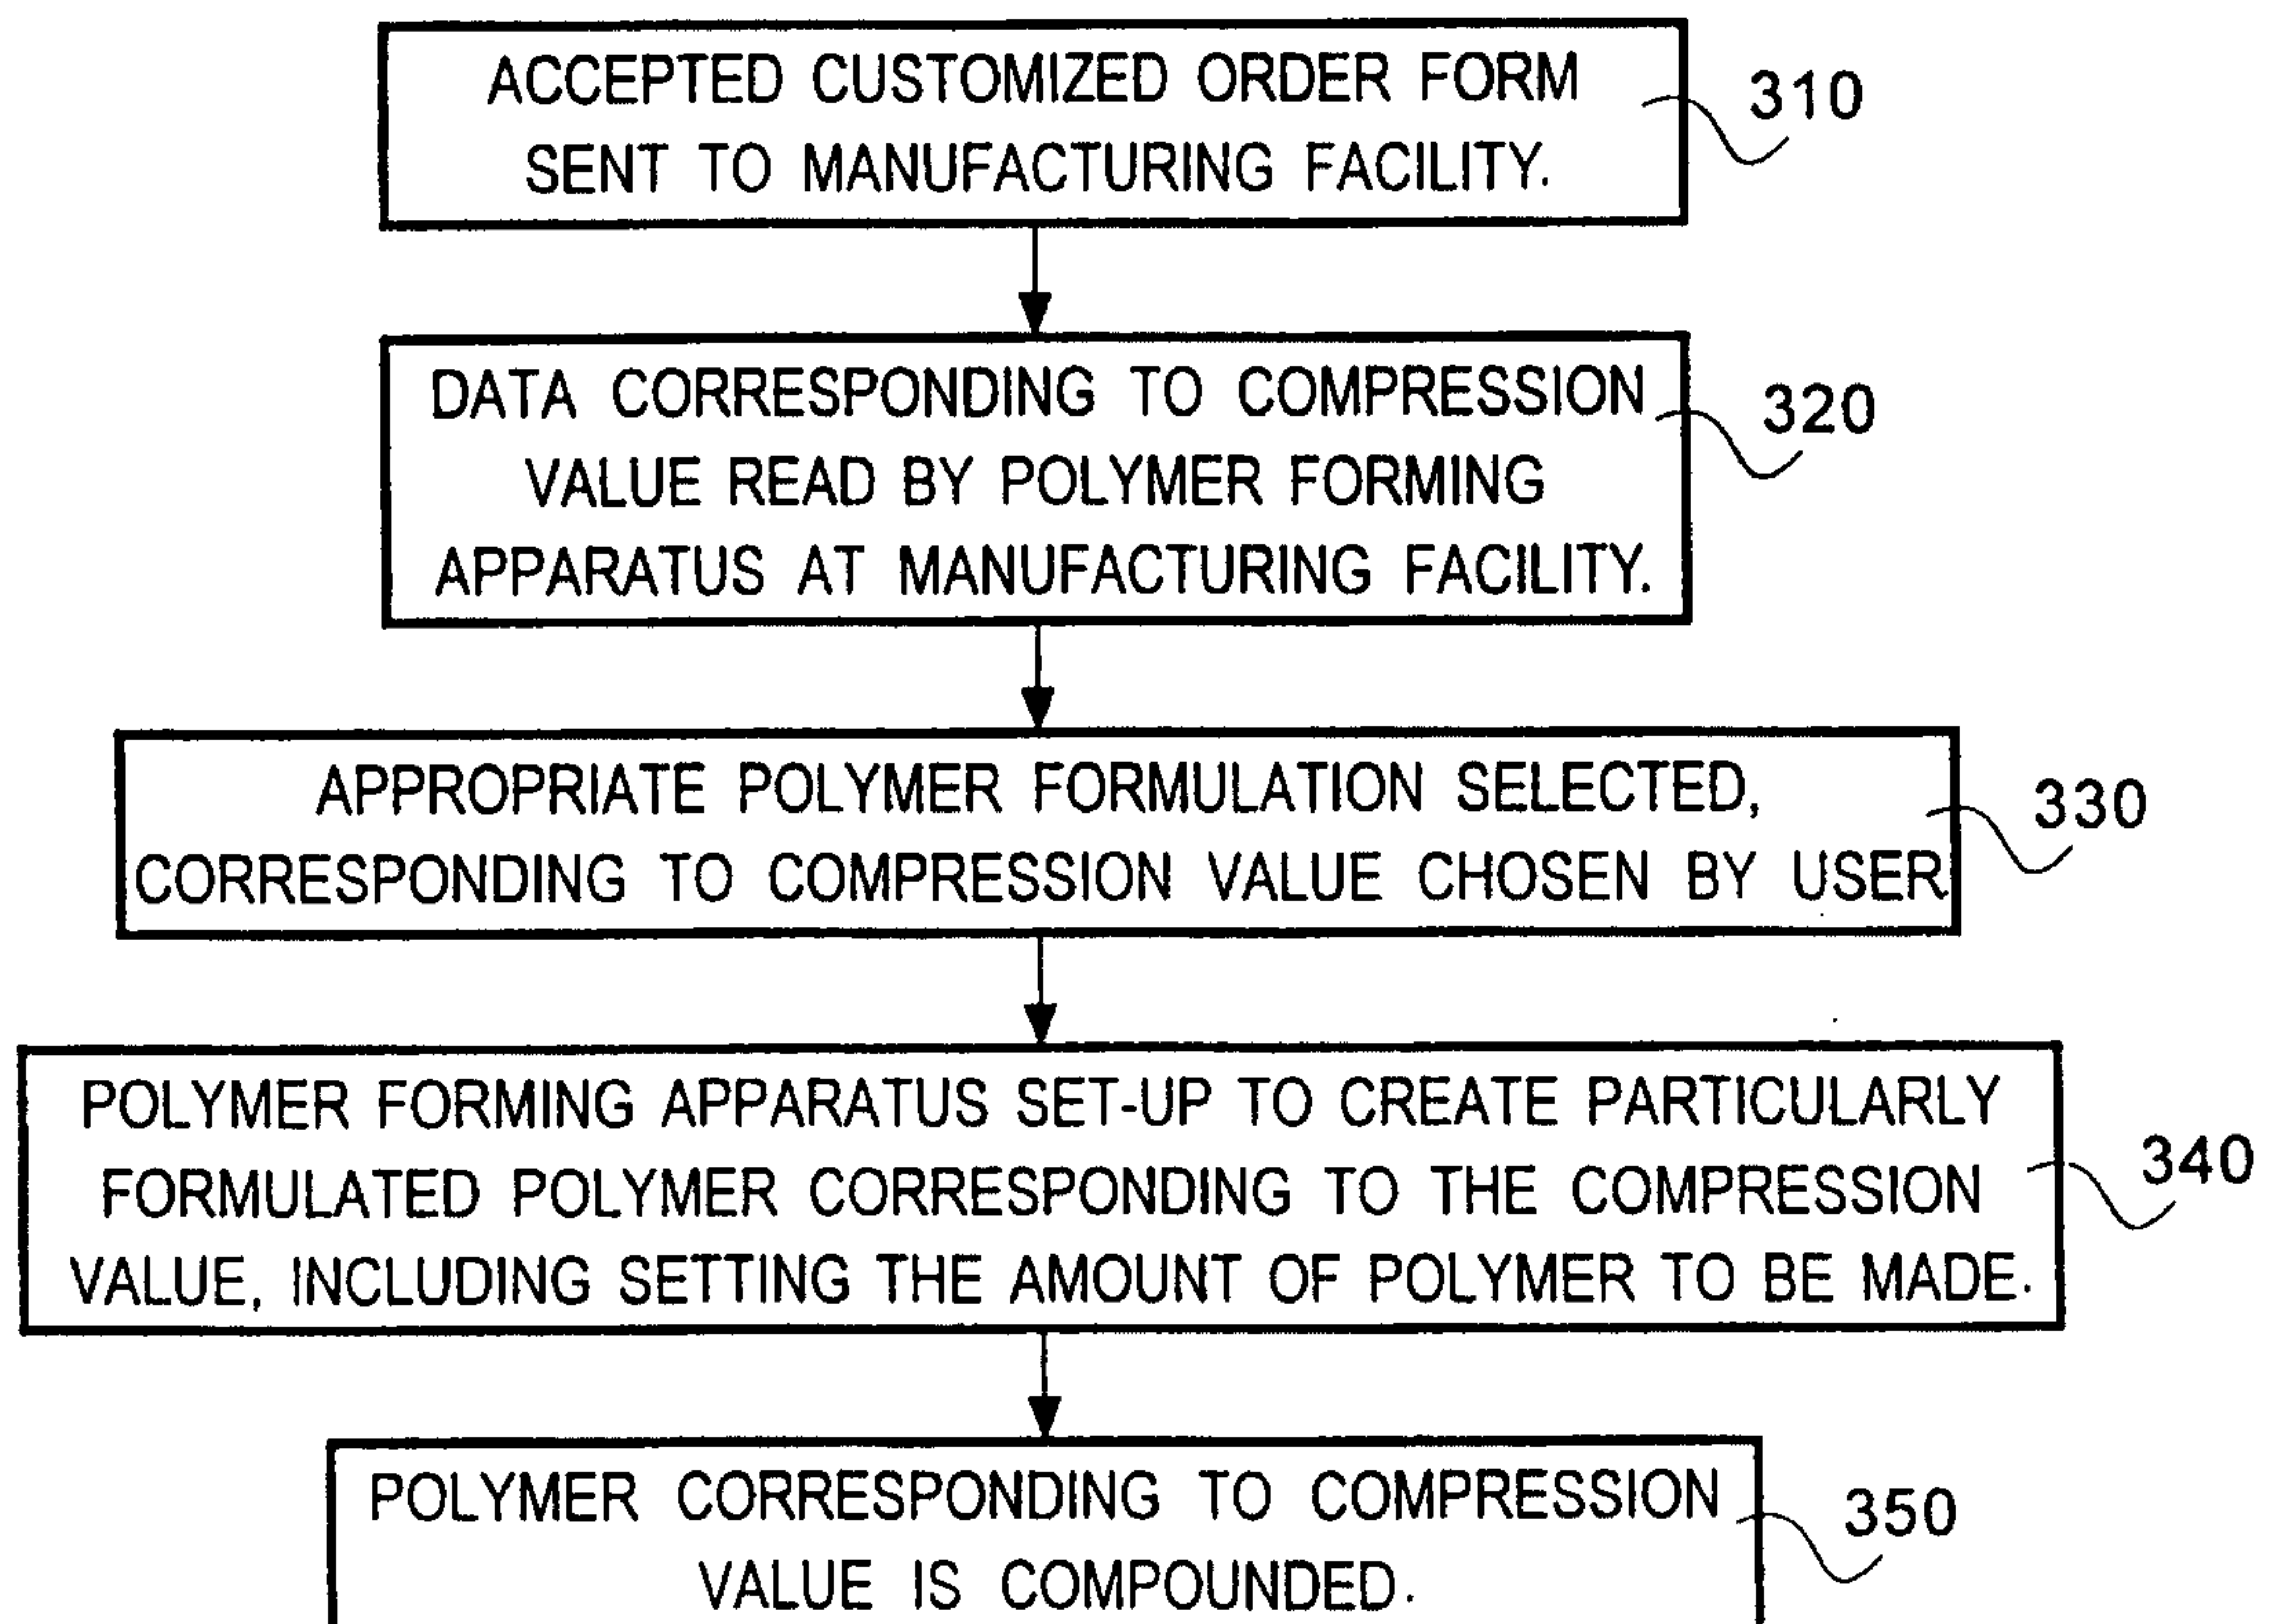 ACCEPTED CUSTOMIZED ORDER FORM
SENT TO MANUFACTURING FACILITY.
310
DATA CORRESPONDING TO COMPRESSION
VALUE READ BY POLYMER FORMING
APPARATUS AT MANUFACTURING FACILITY.
320
APPROPRIATE POLYMER FORMULATION SELECTED,
CORRESPONDING TO COMPRESSION VALUE CHOSEN BY USER.
330
POLYMER FORMING APPARATUS SET-UP TO CREATE PARTICULARLY
FORMULATED POLYMER CORRESPONDING TO THE COMPRESSION
VALUE, INCLUDING SETTING THE AMOUNT OF POLYMER TO BE MADE.
340
POLYMER CORRESPONDING TO COMPRESSION
VALUE IS COMPOUNDED.
350